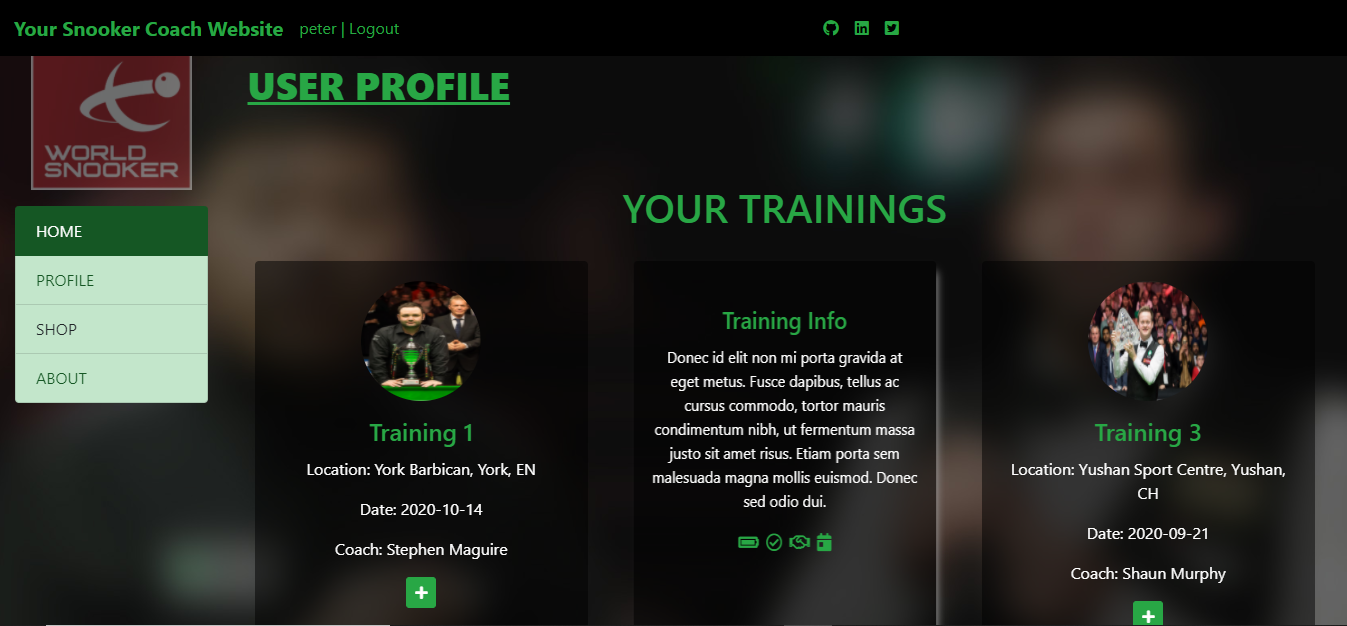 Your Snooker Coach Website peter | Logout
WORLD
SNOOKER
USER PROFILE
HOME
PROFILE
SHOP
ABOUT
YOUR TRAININGS
Training 1
Location: York Barbican, York, EN
Date: 2020-10-14
Coach: Stephen Maguire
Training Info
Donec id elit non mi porta gravida at
eget metus. Fusce dapibus, tellus ac
cursus commodo, tortor mauris
condimentum nibh, ut fermentum massa
justo sit amet risus. Etiam porta sem
malesuada magna mollis euismod. Donec
sed odio dui.
Training 3
Location: Yushan Sport Centre, Yushan,
CH
Date: 2020-09-21
Coach: Shaun Murphy